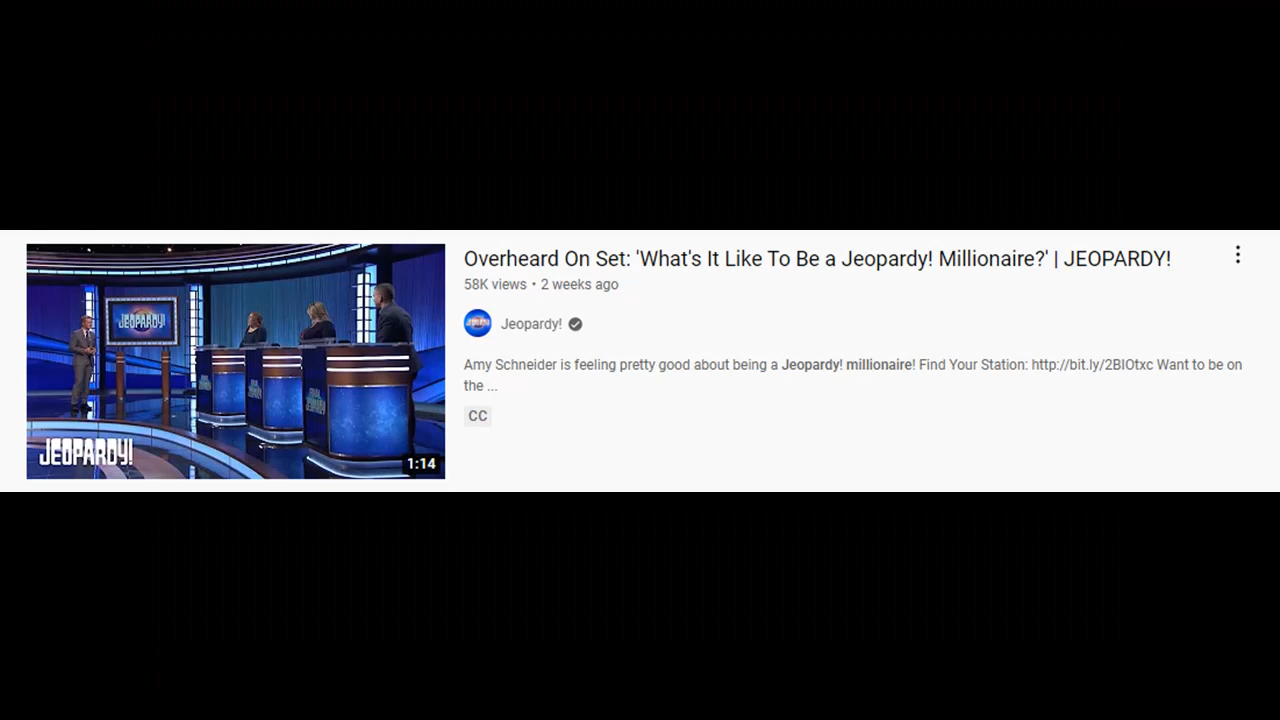 Overheard On Set: 'What's It Like To Be a Jeopardy! Millionaire?' | JEOPARDY!
58K views • 2 weeks ago
Jeopardy!
Amy Schneider is feeling pretty good about being a Jeopardy! millionaire! Find Your Station: http://bit.ly/2BIOtxc Want to be on
the ...
CC
JEOPARDY!
JEOPARDY!
1:14